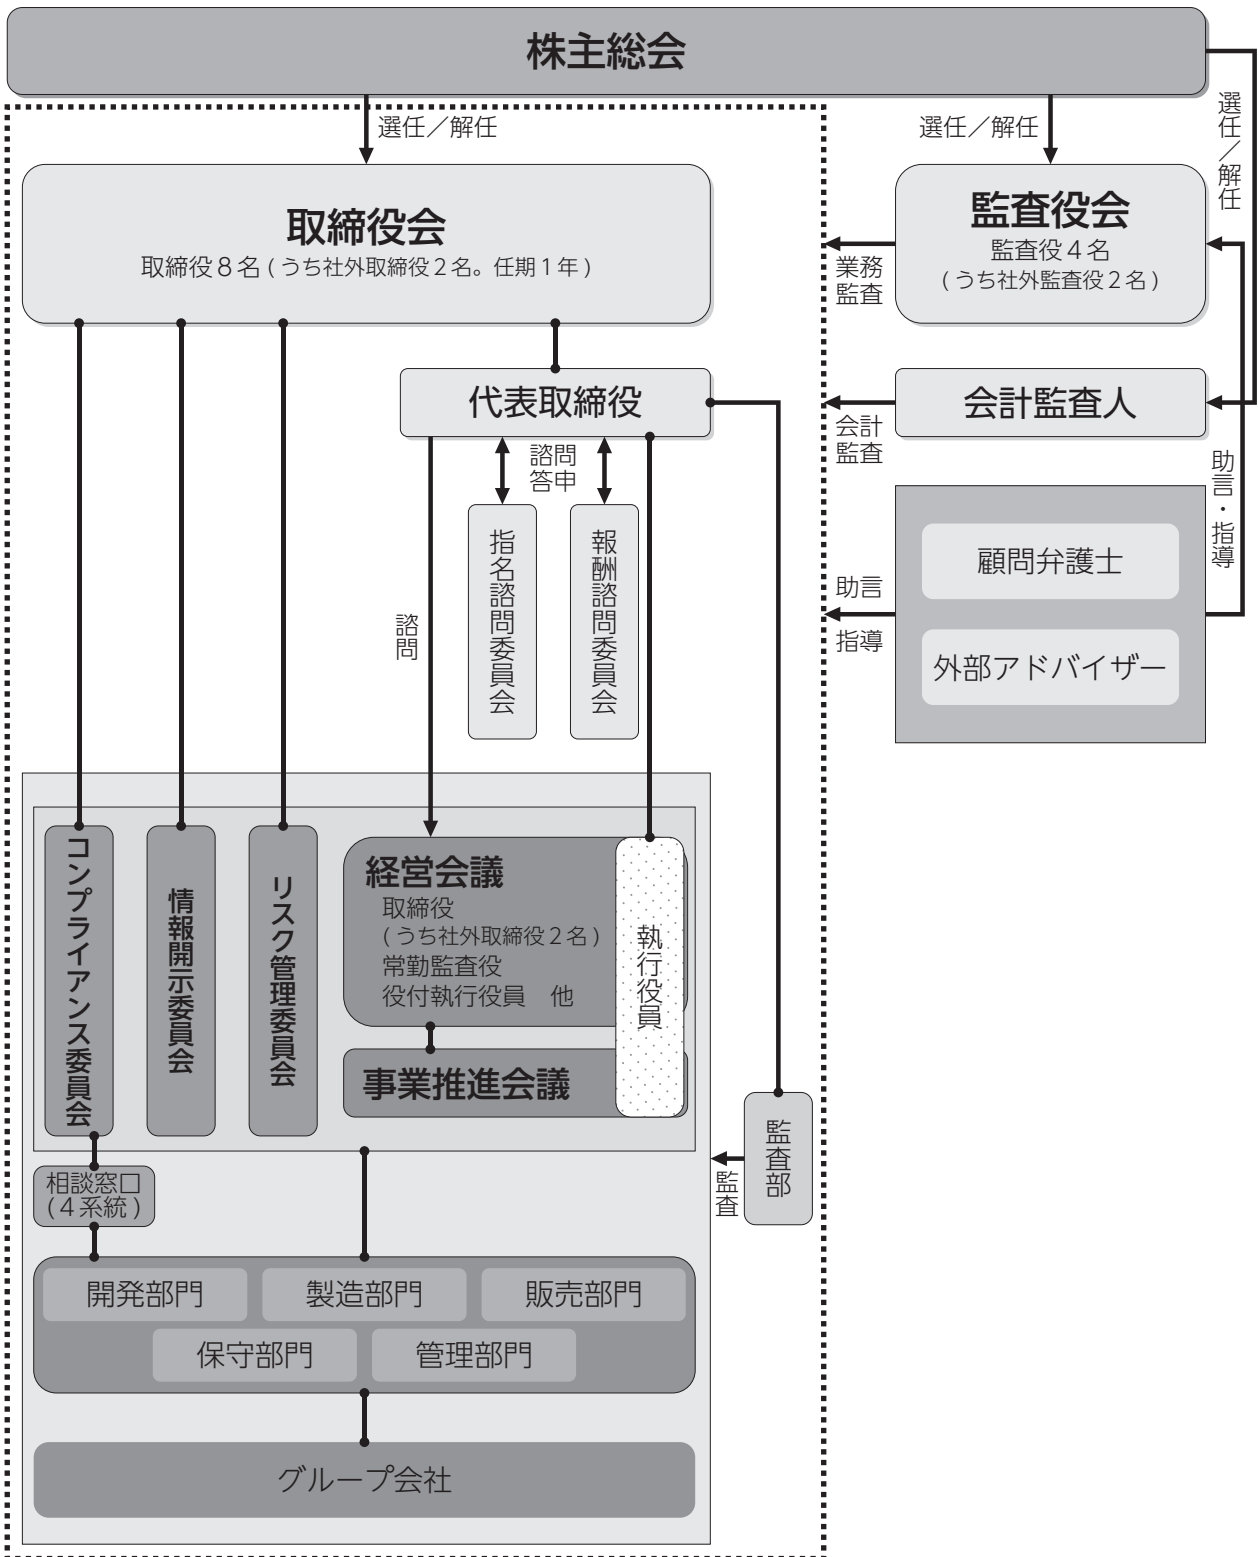 株主総会
選任／解任
選任／解任
選任／解任
取締役会
取締役８名 ( うち社外取締役２名。任期１年 )
監査役会
監査役４名
( うち社外監査役２名 )
業務
監査
代表取締役
会計監査人
会計
監査
諮問
答申
指名諮問委員会
報酬諮問委員会
諮問
助言・指導
顧問弁護士
外部アドバイザー
助言
指導
コンプライアンス委員会
情報開示委員会
リスク管理委員会
経営会議
取締役
( うち社外取締役２名 )
常勤監査役
役付執行役員　他
執行役員
事業推進会議
監査部
監査
相談窓口
(４系統 )
開発部門
製造部門
販売部門
保守部門
管理部門
グループ会社